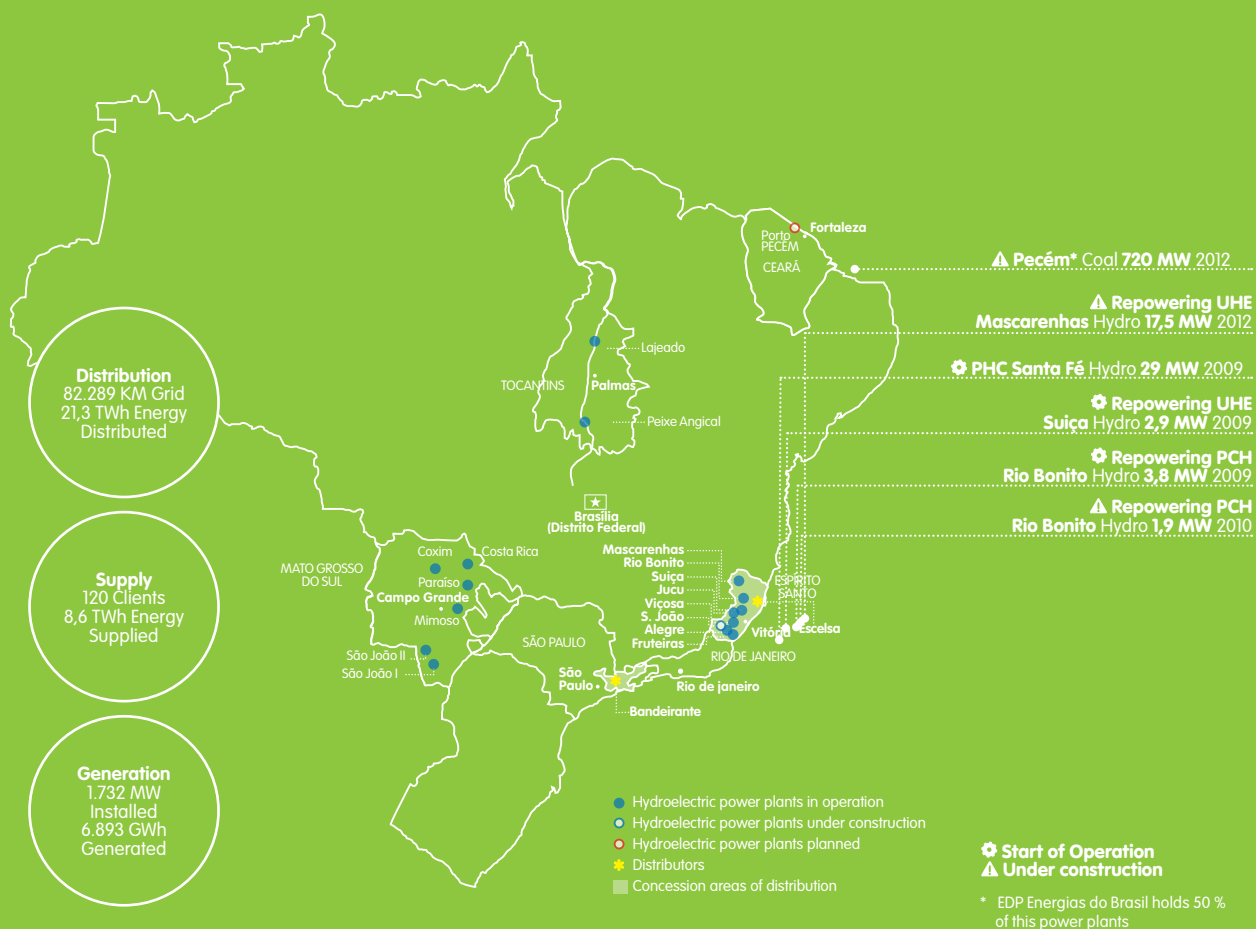 Distribution
82.289 KM Grid
21,3 TWh Energy
Distributed
Supply
120 Clients
8,6 TWh Energy
Supplied
Generation
1.732 MW
Installed
6.893 GWh
Generated
Fortaleza
Porto
PECÉM
CEARÁ
Lajeado
TOCANTINS
Palmas
Peixe Angical
Brasília
(Distrito Federal)
Coxim
Costa Rica
MATO GROSSO
DO SUL
Paraíso
Campo Grande
Mimoso
São João II
São João I
Mascarenhas
Rio Bonito
Suiça
Jucu
Viçosa
S. João
Alegre
Fruteiras
ESPÍRITO
SANTO
Vitória
Escelsa
SÃO PAULO
RIO DE JANEIRO
São
Paulo
Rio de janeiro
Bandeirante
Pecém* Coal 720 MW 2012
Repowering UHE
Mascarenhas Hydro 17,5 MW 2012
PHC Santa Fé Hydro 29 MW 2009
Repowering UHE
Suiça Hydro 2,9 MW 2009
Repowering PCH
Rio Bonito Hydro 3,8 MW 2009
Repowering PCH
Rio Bonito Hydro 1,9 MW 2010
Hydroelectric power plants in operation
Hydroelectric power plants under construction
Hydroelectric power plants planned
Distributors
Concession areas of distribution
Start of Operation
Under construction
* EDP Energias do Brasil holds 50 %
of this power plants